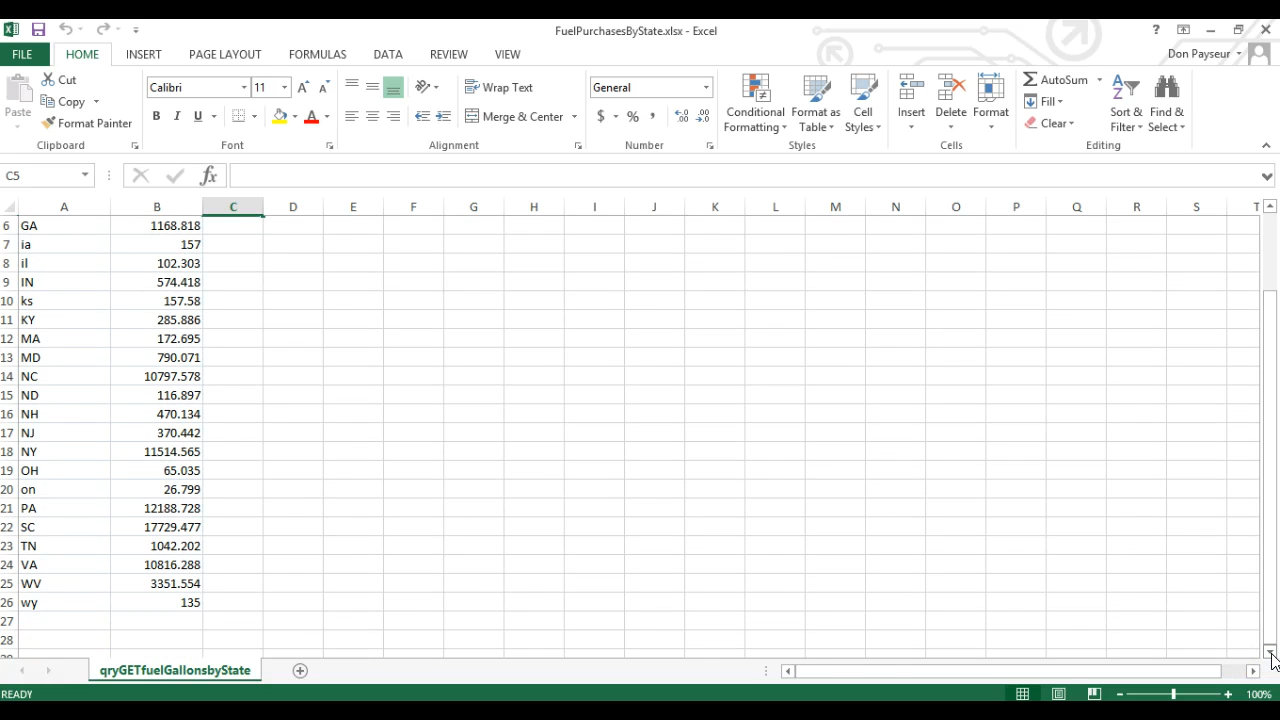 FuelPurchasesByState.xlsx - Excel
?
FILE HOME INSERT PAGE LAYOUT FORMULAS DATA REVIEW VIEW Don Payseur
Paste Cut Copy Format Painter
Clipboard
Calibri 11 A A
B I U A
Font
Wrap Text
Merge & Center
Alignment
General
$ % ,
Number
Conditional Formatting Format as Table Cell Styles
Styles
Insert Delete Format
Cells
AutoSum Fill Clear Sort & Filter Find & Select
Editing
C5 fx
A B C D E F G H I J K L M N O P Q R S T
6 GA 1168.818
7 ia 157
8 il 102.303
9 IN 574.418
10 ks 157.58
11 KY 285.886
12 MA 172.695
13 MD 790.071
14 NC 10797.578
15 ND 116.897
16 NH 470.134
17 NJ 370.442
18 NY 11514.565
19 OH 65.035
20 on 26.799
21 PA 12188.728
22 SC 17729.477
23 TN 1042.202
24 VA 10816.288
25 WV 3351.554
26 wy 135
27
28
qryGETfuelGallonsbyState
READY 100%